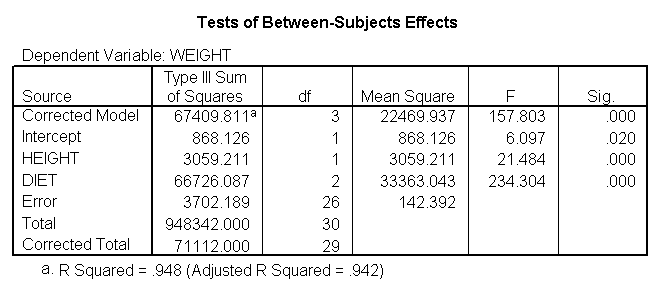 Tests of Between-Subjects Effects
Dependent Variable: WEIGHT
Source Type III Sum of Squares df Mean Square F Sig.
Corrected Model 67409.811a 3 22469.937 157.803 .000
Intercept 868.126 1 868.126 6.097 .020
HEIGHT 3059.211 1 3059.211 21.484 .000
DIET 66726.087 2 33363.043 234.304 .000
Error 3702.189 26 142.392
Total 948342.000 30
Corrected Total 71112.000 29
a. R Squared = .948 (Adjusted R Squared = .942)